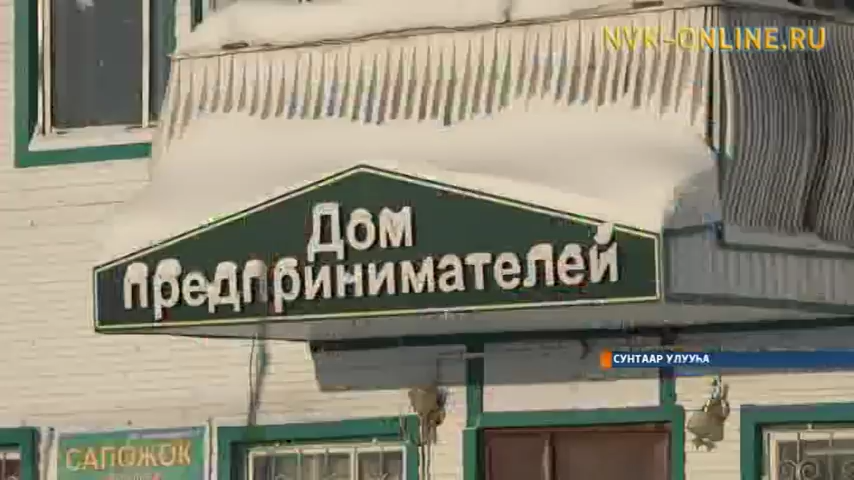 NVK-ONLINE.RU
Дом
предпринимателей
СУНТААР УЛУУҺА
САПОЖОК